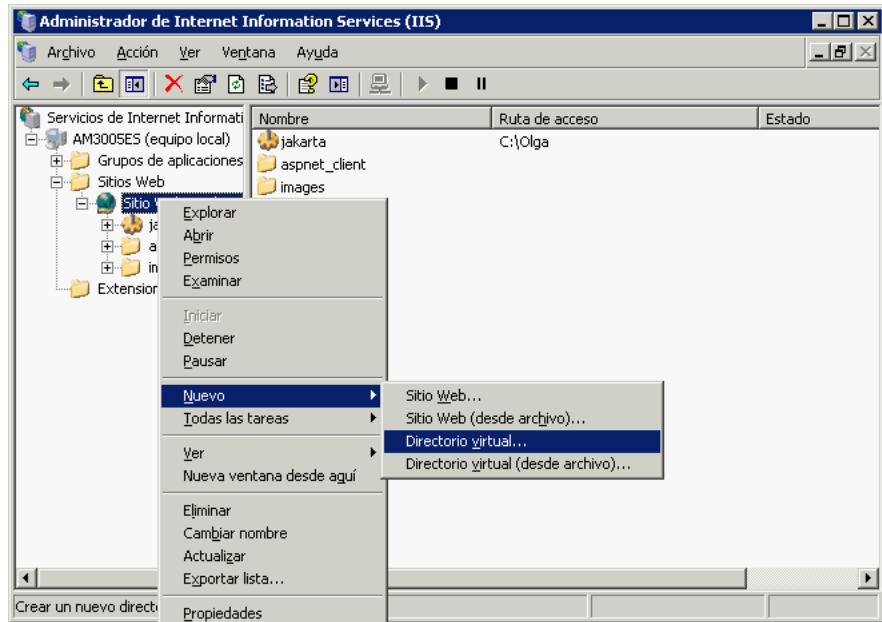 Administrador de Internet Information Services (IIS)
Archivo Acción Ver Ventana Ayuda
Servicios de Internet Informati
AM3005ES (equipo local)
Grupos de aplicaciones
Sitios Web
Sitio
ja
a
in
Extension
Nombre Ruta de acceso Estado
jakarta C:\Olga
aspnet_client
images
Explorar
Abrir
Permisos
Examinar
Iniciar
Detener
Pausar
Nuevo
Todas las tareas
Ver
Nueva ventana desde aquí
Eliminar
Cambiar nombre
Actualizar
Exportar lista...
Propiedades
Sitio Web...
Sitio Web (desde archivo)...
Directorio virtual...
Directorio virtual (desde archivo)...
Crear un nuevo direct